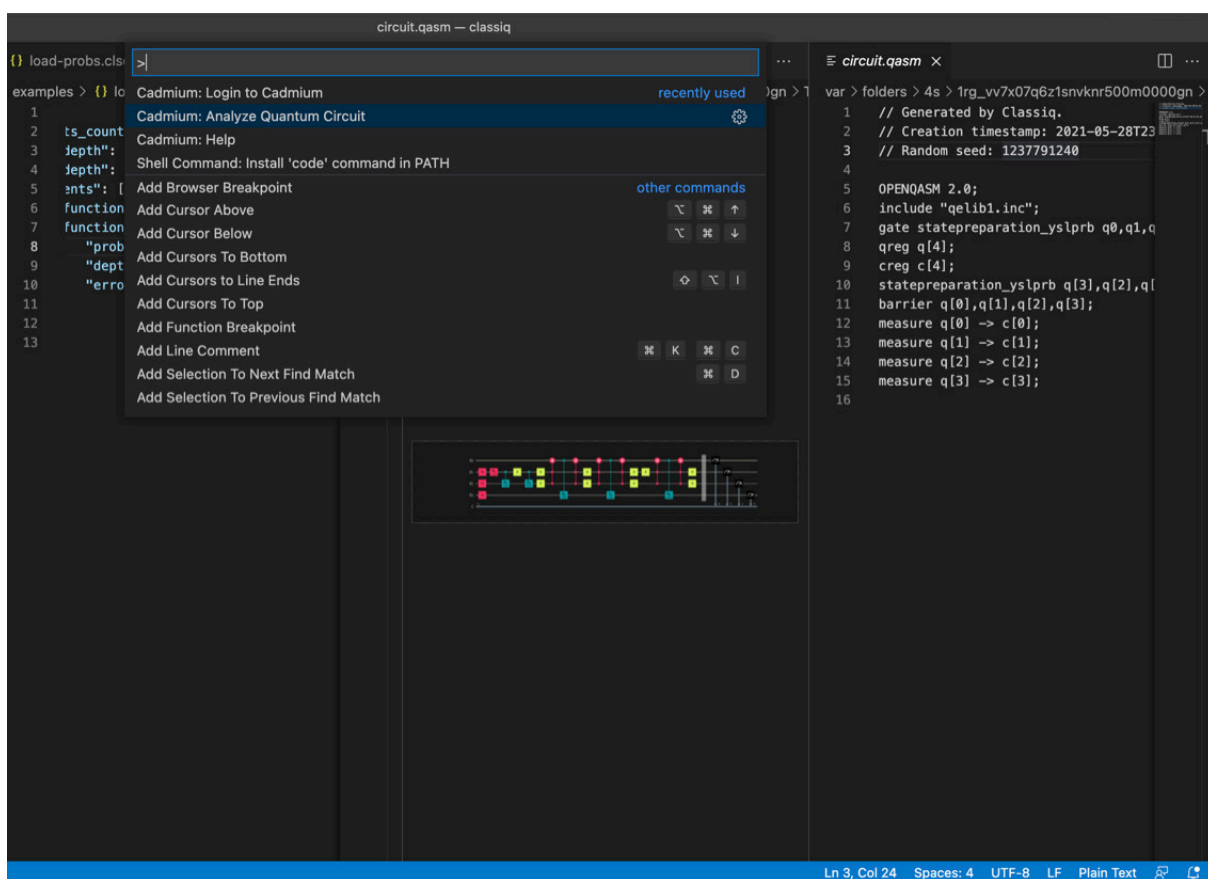 circuit.qasm — classiq
{} load-probs.cls
>
...
circuit.qasm ×
...
examples > {} lo
gn >
var > folders > 4s > 1rg_vv7x07q6z1snvknr500m0000gn >
Cadmium: Login to Cadmium recently used
Cadmium: Analyze Quantum Circuit
Cadmium: Help
Shell Command: Install 'code' command in PATH
Add Browser Breakpoint other commands
Add Cursor Above ⌥ ⌘ ↑
Add Cursor Below ⌥ ⌘ ↓
Add Cursors To Bottom
Add Cursors to Line Ends ⇧ ⌥ I
Add Cursors To Top
Add Function Breakpoint
Add Line Comment ⌘ K ⌘ C
Add Selection To Next Find Match ⌘ D
Add Selection To Previous Find Match
1
2 ts_count
3 depth":
4 depth":
5 ents": [
6 function
7 function
8 "prob
9 "dept
10 "erro
11
12
13
1 // Generated by Classiq.
2 // Creation timestamp: 2021-05-28T23
3 // Random seed: 1237791240
4
5 OPENQASM 2.0;
6 include "qelib1.inc";
7 gate statepreparation_yslprb q0,q1,q
8 qreg q[4];
9 creg c[4];
10 statepreparation_yslprb q[3],q[2],q[
11 barrier q[0],q[1],q[2],q[3];
12 measure q[0] -> c[0];
13 measure q[1] -> c[1];
14 measure q[2] -> c[2];
15 measure q[3] -> c[3];
16
Ln 3, Col 24 Spaces: 4 UTF-8 LF Plain Text